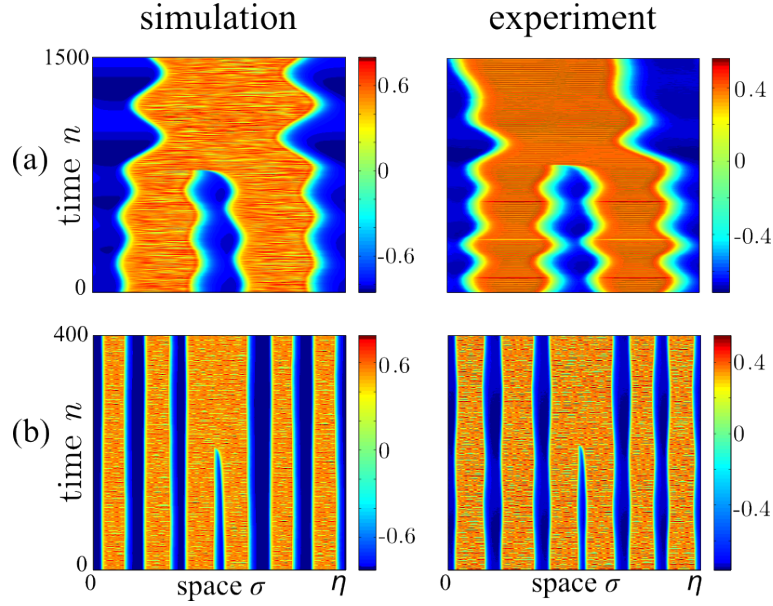 simulation experiment
1500
(a)
time n
0
0.6
0
-0.6
0.4
0
-0.4
400
(b)
time n
0
0.6
0
-0.6
0.4
0
-0.4
0 space σ η
0 space σ η